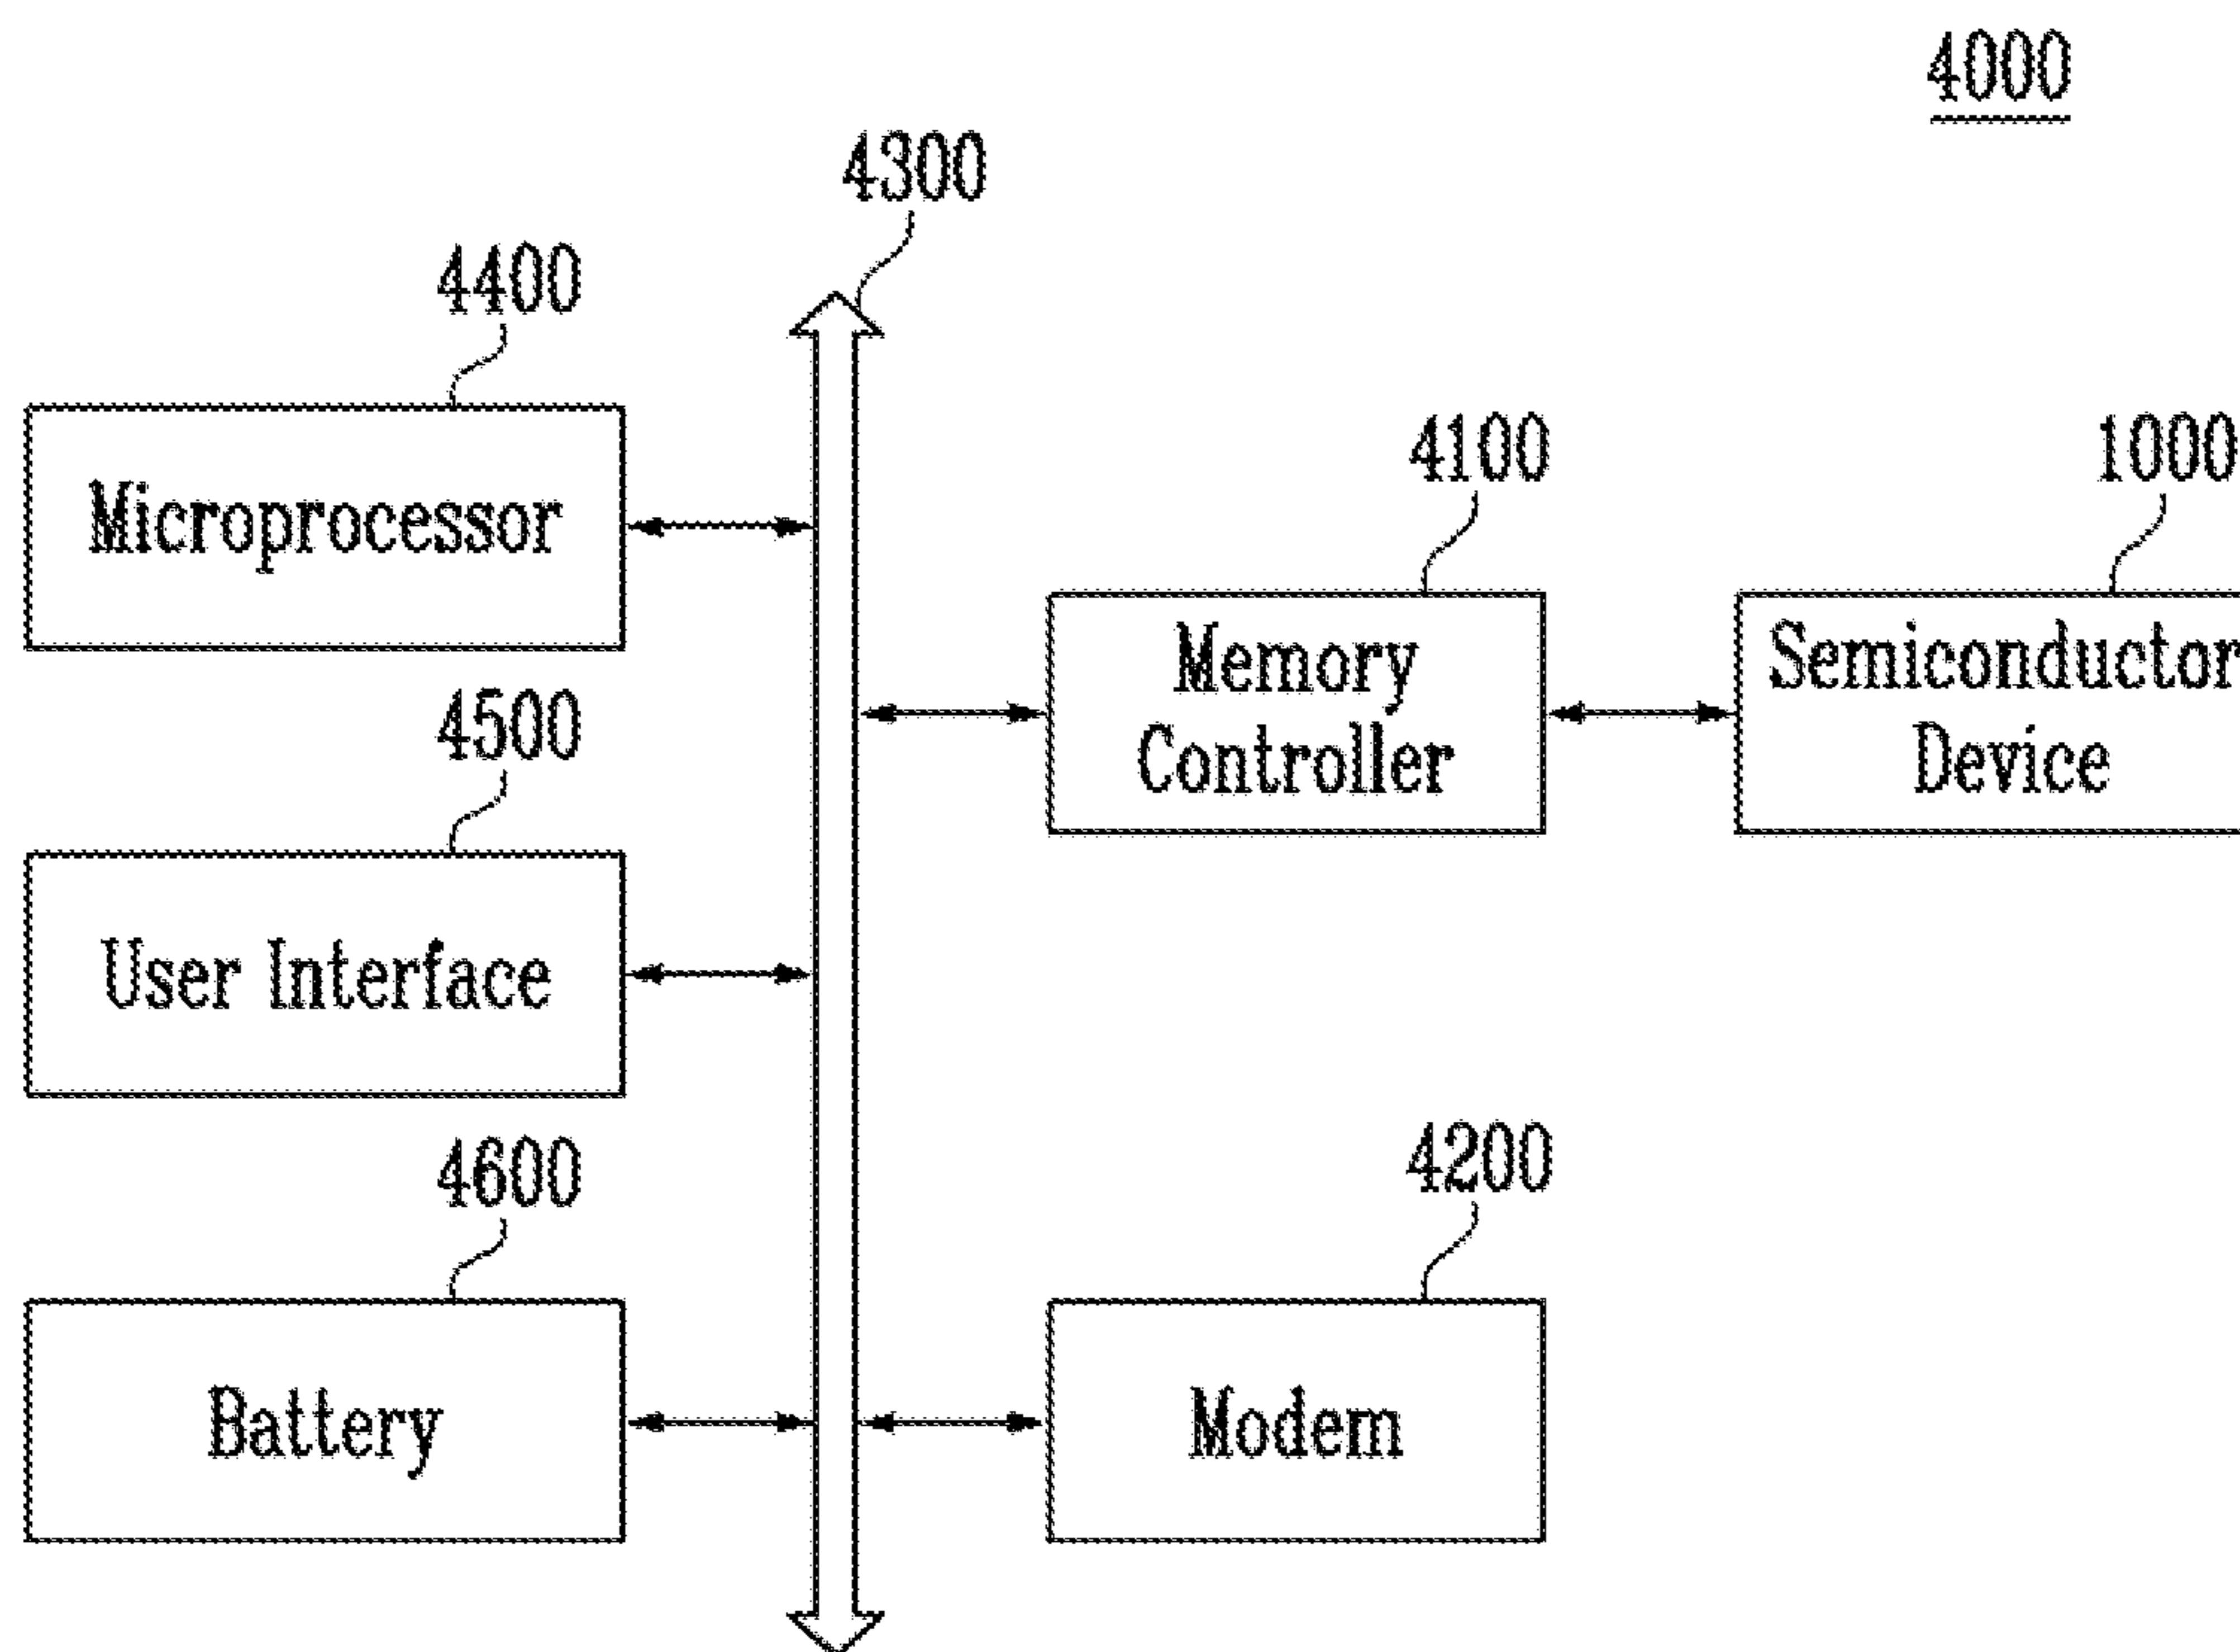 4000
4300
4400
Microprocessor
4100
1000
Memory
Controller
Semiconductor
Device
4500
User Interface
4600
Battery
4200
Modem